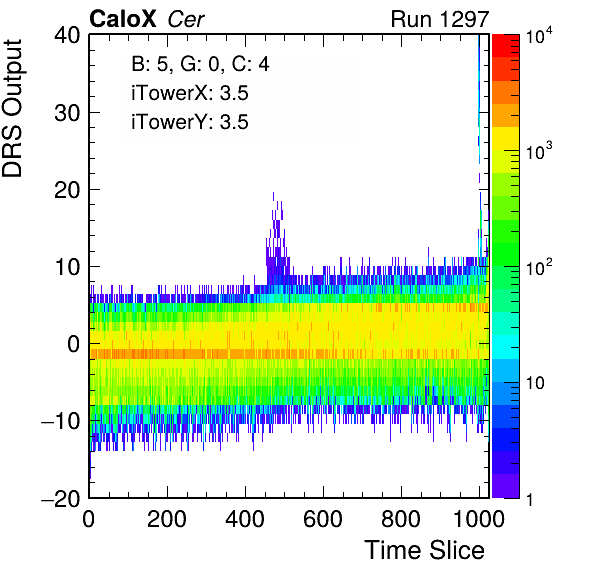 CaloX Cer Run 1297
DRS Output
B: 5, G: 0, C: 4
iTowerX: 3.5
iTowerY: 3.5
40
30
20
10
0
−10
−20
0 200 400 600 800 1000
Time Slice
10^4
10^3
10^2
10
1